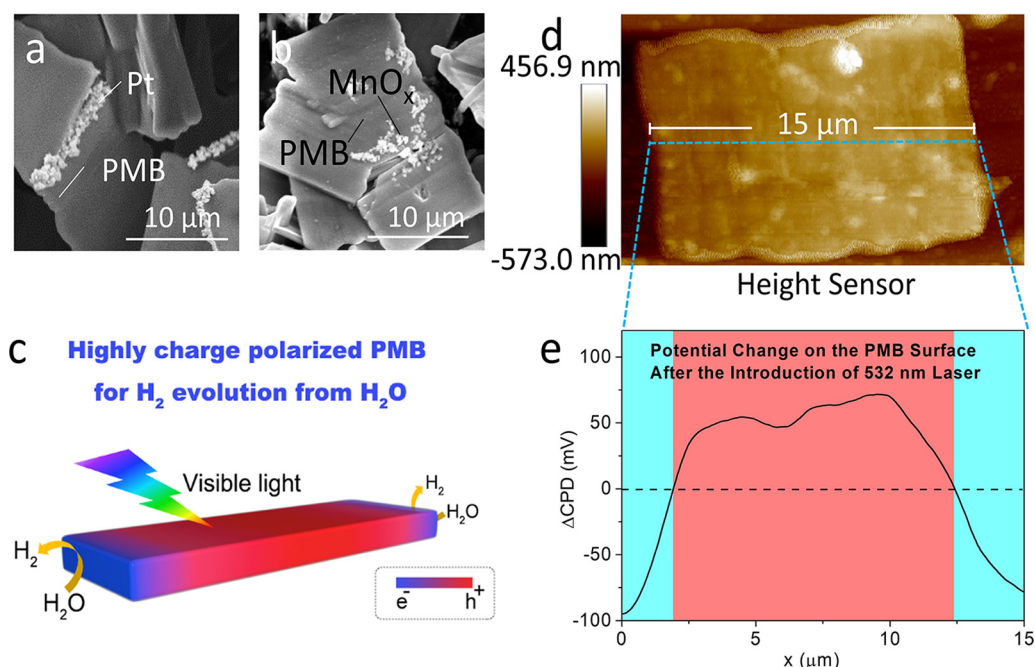 a
Pt
PMB
10 μm
b
MnOₓ
PMB
10 μm
d
456.9 nm
-573.0 nm
15 μm
Height Sensor
c
Highly charge polarized PMB
for H₂ evolution from H₂O
Visible light
H₂
H₂O
H₂
H₂O
e⁻ h⁺
e
Potential Change on the PMB Surface
After the Introduction of 532 nm Laser
ΔCPD (mV)
100
50
0
-50
-100
0 5 10 15
x (μm)